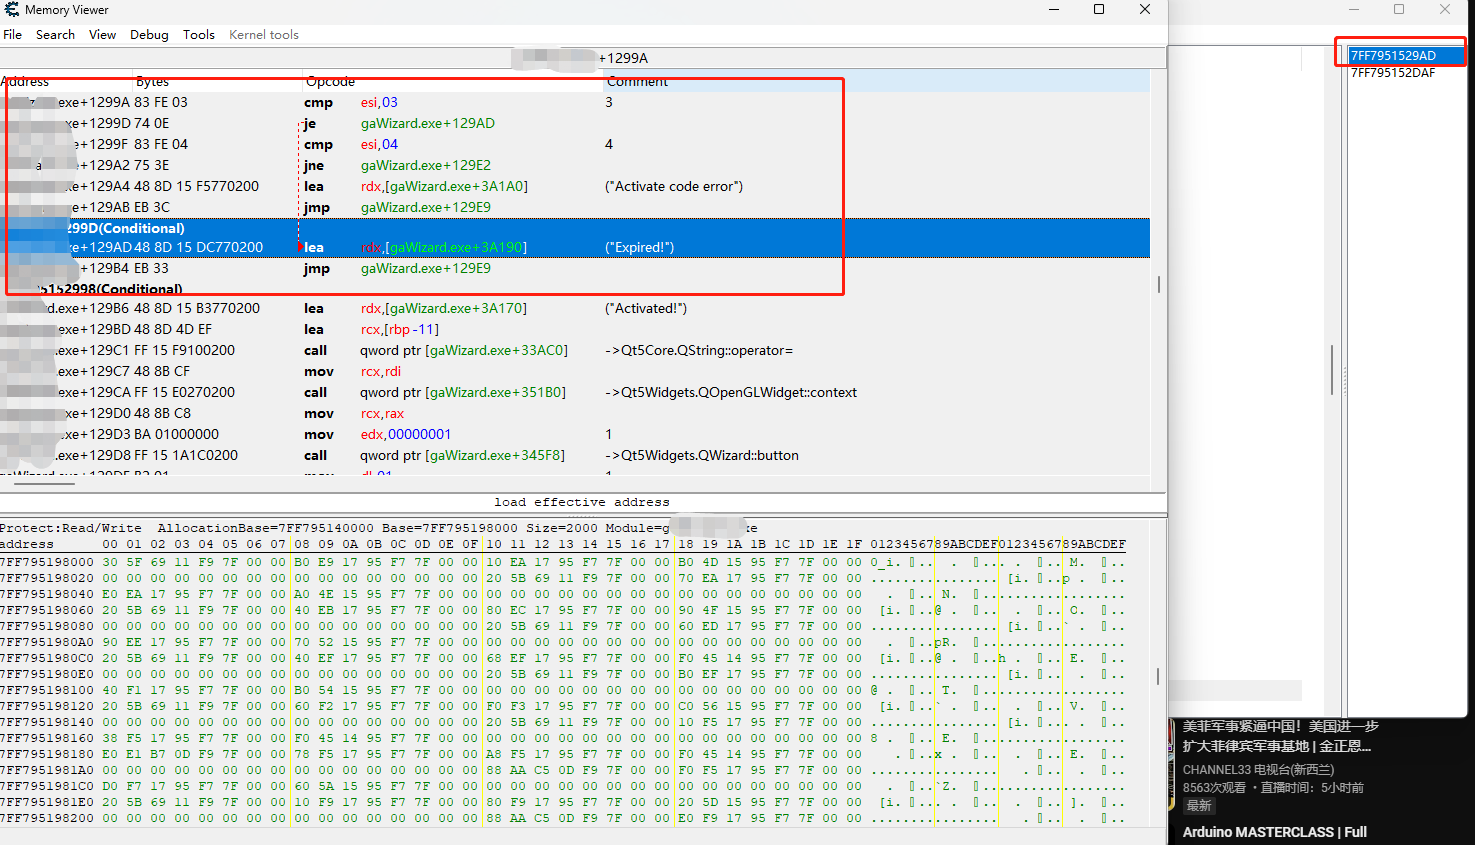 Memory Viewer
File Search View Debug Tools Kernel tools
+1299A
Address Bytes Opcode Comment
.exe+1299A 83 FE 03 cmp esi,03 3
.exe+1299D 74 0E je gaWizard.exe+129AD
.exe+1299F 83 FE 04 cmp esi,04 4
.exe+129A2 75 3E jne gaWizard.exe+129E2
.exe+129A4 48 8D 15 F5770200 lea rdx,[gaWizard.exe+3A1A0] ("Activate code error")
.exe+129AB EB 3C jmp gaWizard.exe+129E9
299D(Conditional)
.exe+129AD 48 8D 15 DC770200 lea rdx,[gaWizard.exe+3A190] ("Expired!")
+129B4 EB 33 jmp gaWizard.exe+129E9
5152998(Conditional)
d.exe+129B6 48 8D 15 B3770200 lea rdx,[gaWizard.exe+3A170] ("Activated!")
.exe+129BD 48 8D 4D EF lea rcx,[rbp-11]
.exe+129C1 FF 15 F9100200 call qword ptr [gaWizard.exe+33AC0] ->Qt5Core.QString::operator=
.exe+129C7 48 8B CF mov rcx,rdi
.exe+129CA FF 15 E0270200 call qword ptr [gaWizard.exe+351B0] ->Qt5Widgets.QOpenGLWidget::context
.exe+129D0 48 8B C8 mov rcx,rax
.exe+129D3 BA 01000000 mov edx,00000001 1
.exe+129D8 FF 15 1A1C0200 call qword ptr [gaWizard.exe+345F8] ->Qt5Widgets.QWizard::button
load effective address
Protect:Read/Write AllocationBase=7FF795140000 Base=7FF795198000 Size=2000 Module=g xe
address 00 01 02 03 04 05 06 07 08 09 0A 0B 0C 0D 0E 0F 10 11 12 13 14 15 16 17 18 19 1A 1B 1C 1D 1E 1F 0123456789ABCDEF0123456789ABCDEF
7FF795198000 30 5F 69 11 F9 7F 00 00 B0 E9 17 95 F7 7F 00 00 10 EA 17 95 F7 7F 00 00 B0 4D 15 95 F7 7F 00 00
7FF795198020 00 00 00 00 00 00 00 00 00 00 00 00 00 00 00 00 20 5B 69 11 F9 7F 00 00 70 EA 17 95 F7 7F 00 00
7FF795198040 E0 EA 17 95 F7 7F 00 00 A0 4E 15 95 F7 7F 00 00 00 00 00 00 00 00 00 00 00 00 00 00 00 00 00 00
7FF795198060 20 5B 69 11 F9 7F 00 00 40 EB 17 95 F7 7F 00 00 80 EC 17 95 F7 7F 00 00 90 4F 15 95 F7 7F 00 00
7FF795198080 00 00 00 00 00 00 00 00 00 00 00 00 00 00 00 00 20 5B 69 11 F9 7F 00 00 60 ED 17 95 F7 7F 00 00
7FF7951980A0 90 EE 17 95 F7 7F 00 00 70 52 15 95 F7 7F 00 00 00 00 00 00 00 00 00 00 00 00 00 00 00 00 00 00
7FF7951980C0 20 5B 69 11 F9 7F 00 00 40 EF 17 95 F7 7F 00 00 68 EF 17 95 F7 7F 00 00 F0 45 14 95 F7 7F 00 00
7FF7951980E0 00 00 00 00 00 00 00 00 00 00 00 00 00 00 00 00 20 5B 69 11 F9 7F 00 00 B0 EF 17 95 F7 7F 00 00
7FF795198100 40 F1 17 95 F7 7F 00 00 B0 54 15 95 F7 7F 00 00 00 00 00 00 00 00 00 00 00 00 00 00 00 00 00 00
7FF795198120 20 5B 69 11 F9 7F 00 00 60 F2 17 95 F7 7F 00 00 F0 F3 17 95 F7 7F 00 00 C0 56 15 95 F7 7F 00 00
7FF795198140 00 00 00 00 00 00 00 00 00 00 00 00 00 00 00 00 20 5B 69 11 F9 7F 00 00 10 F5 17 95 F7 7F 00 00
7FF795198160 38 F5 17 95 F7 7F 00 00 F0 45 14 95 F7 7F 00 00 00 00 00 00 00 00 00 00 00 00 00 00 00 00 00 00
7FF795198180 E0 E1 B7 0D F9 7F 00 00 78 F5 17 95 F7 7F 00 00 A8 F5 17 95 F7 7F 00 00 F0 45 14 95 F7 7F 00 00
7FF7951981A0 00 00 00 00 00 00 00 00 00 00 00 00 00 00 00 00 88 AA C5 0D F9 7F 00 00 F0 F5 17 95 F7 7F 00 00
7FF7951981C0 D0 F7 17 95 F7 7F 00 00 60 5A 15 95 F7 7F 00 00 00 00 00 00 00 00 00 00 00 00 00 00 00 00 00 00
7FF7951981E0 20 5B 69 11 F9 7F 00 00 10 F9 17 95 F7 7F 00 00 80 F9 17 95 F7 7F 00 00 20 5D 15 95 F7 7F 00 00
7FF795198200 00 00 00 00 00 00 00 00 00 00 00 00 00 00 00 00 88 AA C5 0D F9 7F 00 00 E0 F9 17 95 F7 7F 00 00
7FF7951529AD
7FF795152DAF
美菲军事紧逼中国！美国进一步
扩大菲律宾军事基地 | 金正恩...
CHANNEL33 电视台(新西兰)
8563次观看 · 直播时间：5小时前
最新
Arduino MASTERCLASS | Full